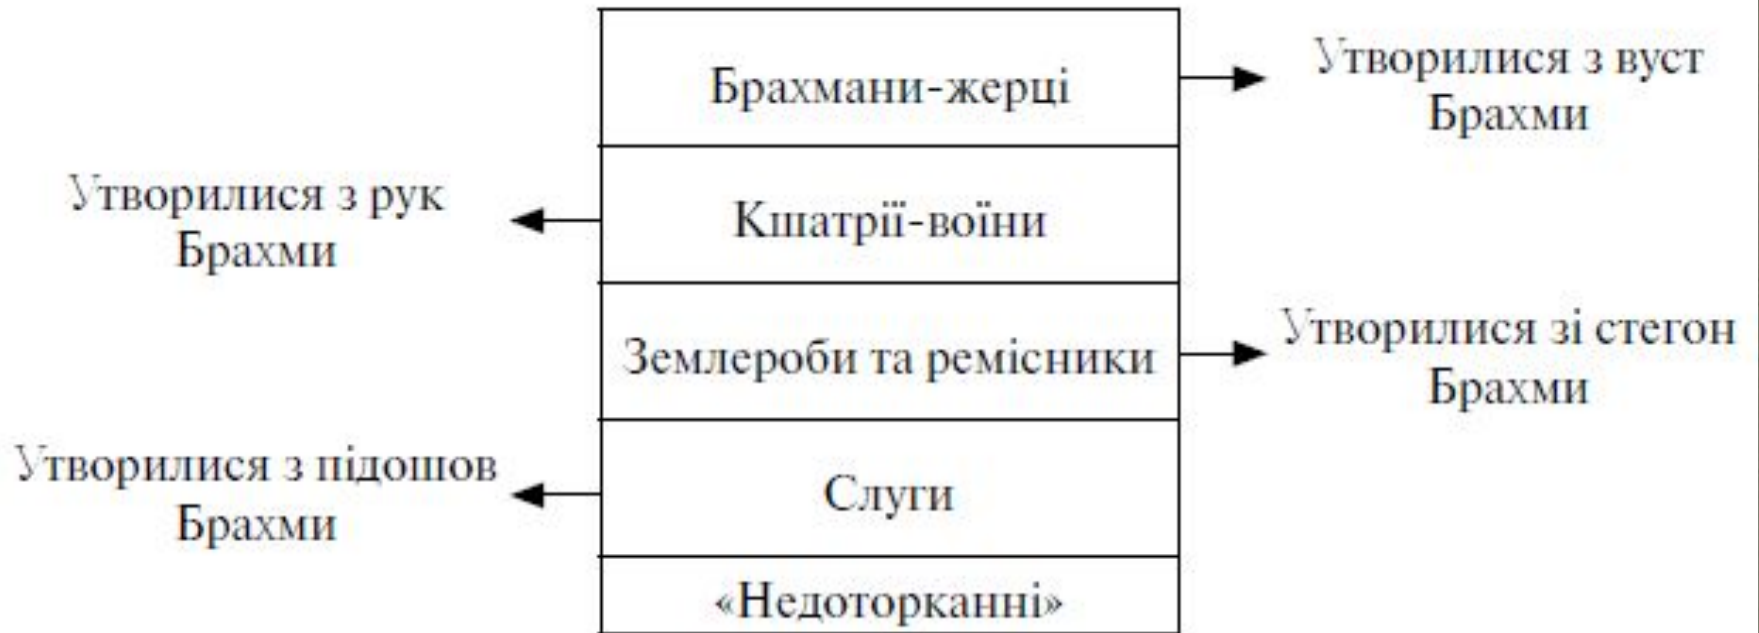 Брахмани-жерці
Утворилися з вуст
Брахми
Утворилися з рук
Брахми
Кшатрії-воїни
Землероби та ремісники
Утворилися зі стегон
Брахми
Утворилися з підошов
Брахми
Слуги
«Недоторканні»